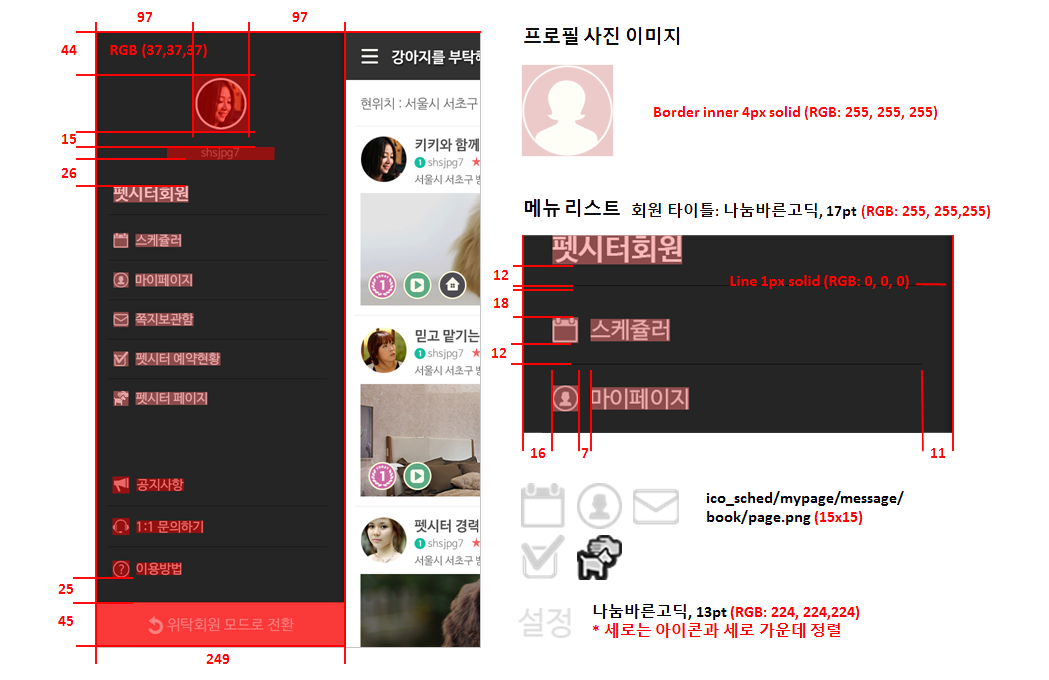 97
97
44
RGB (37,37,37)
15
shsjpg7
26
펫시터회원
스케쥴러
마이페이지
쪽지보관함
펫시터 예약현황
펫시터 페이지
공지사항
1:1 문의하기
이용방법
25
45
위탁회원 모드로 전환
249
강아지를 부탁해
현위치 : 서울시 서초구
키키와 함께
1 shsjpg7
서울시 서초구 방
1
믿고 맡기는
1 shsjpg7
서울시 서초구 방
1
펫시터 경력
1 shsjpg7
서울시 서초구 방
프로필 사진 이미지
Border inner 4px solid (RGB: 255, 255, 255)
메뉴 리스트 회원 타이틀: 나눔바른고딕, 17pt (RGB: 255, 255,255)
펫시터회원
12
Line 1px solid (RGB: 0, 0, 0)
18
스케쥴러
12
마이페이지
16
7
11
ico_sched/mypage/message/
book/page.png (15x15)
설정
나눔바른고딕, 13pt (RGB: 224, 224,224)
* 세로는 아이콘과 세로 가운데 정렬